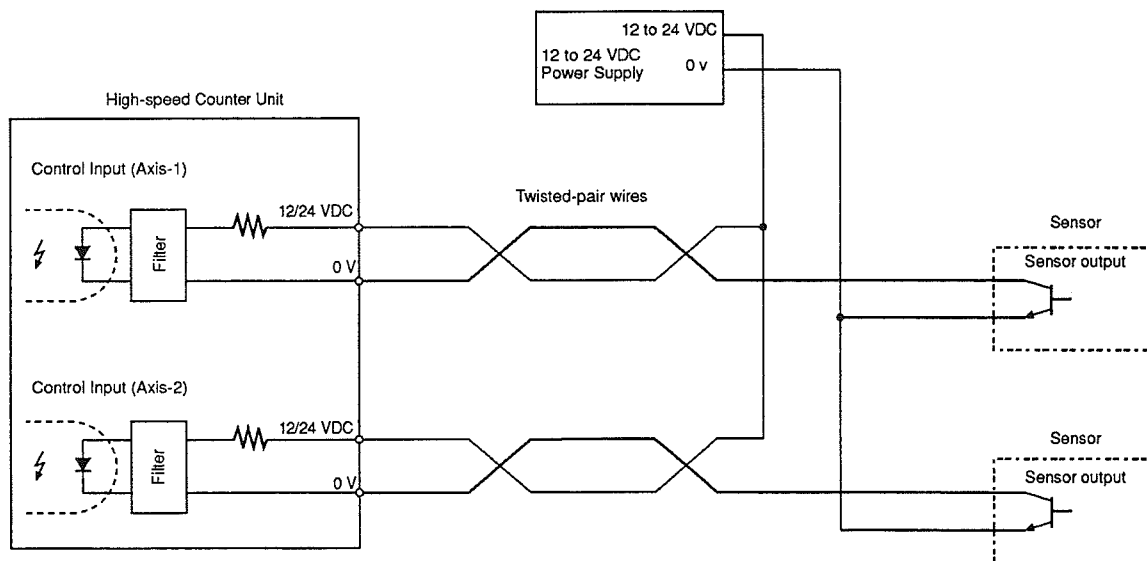 12 to 24 VDC
12 to 24 VDC
Power Supply
0 v
High-speed Counter Unit
Control Input (Axis-1)
12/24 VDC
Filter
0 V
Twisted-pair wires
Sensor
Sensor output
Control Input (Axis-2)
12/24 VDC
Filter
0 V
Sensor
Sensor output